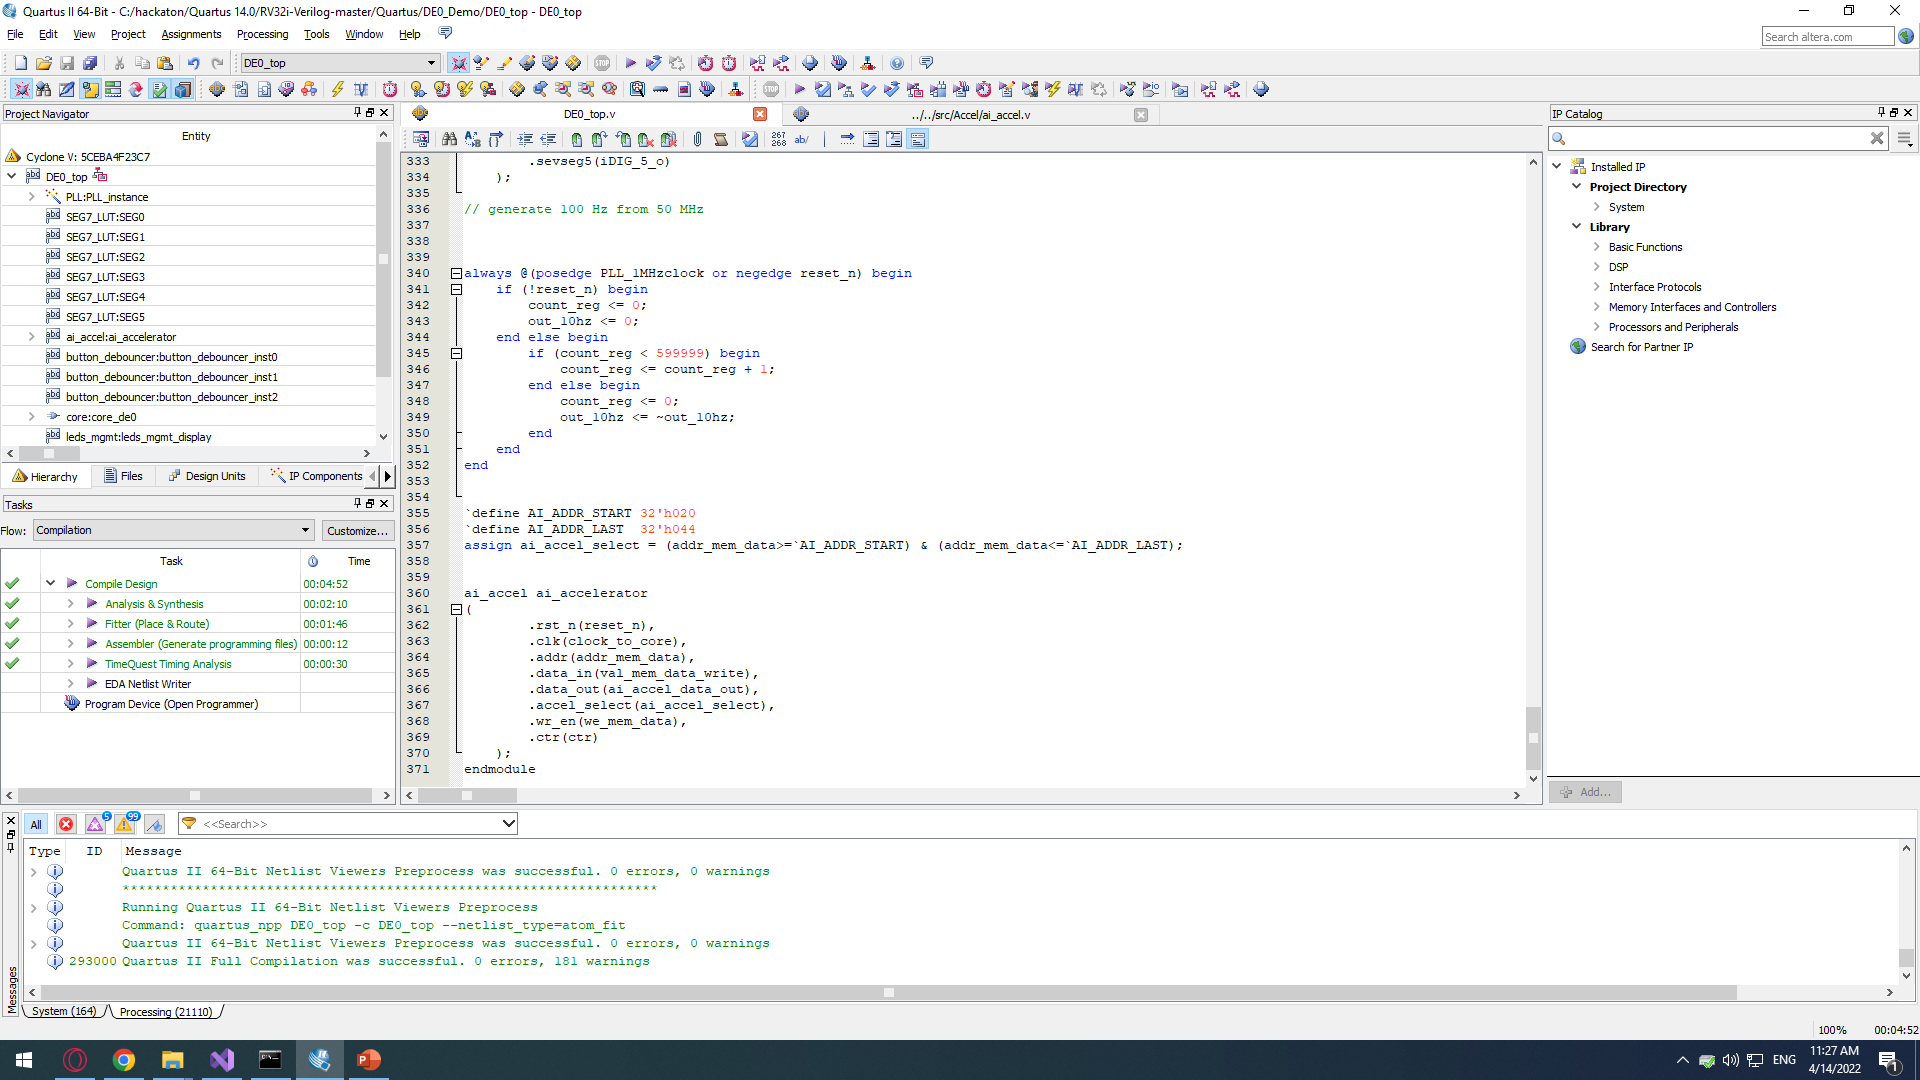 Quartus II 64-Bit - C:/hackaton/Quartus 14.0/RV32i-Verilog-master/Quartus/DE0_Demo/DE0_top - DE0_top
File Edit View Project Assignments Processing Tools Window Help
Search altera.com
DE0_top
Project Navigator
Entity
Cyclone V: 5CEBA4F23C7
DE0_top
PLL:PLL_instance
SEG7_LUT:SEG0
SEG7_LUT:SEG1
SEG7_LUT:SEG2
SEG7_LUT:SEG3
SEG7_LUT:SEG4
SEG7_LUT:SEG5
ai_accel:ai_accelerator
button_debouncer:button_debouncer_inst0
button_debouncer:button_debouncer_inst1
button_debouncer:button_debouncer_inst2
core:core_de0
leds_mgmt:leds_mgmt_display
Hierarchy Files Design Units IP Components
Tasks
Flow: Compilation Customize...
Task Time
Compile Design 00:04:52
Analysis & Synthesis 00:02:10
Fitter (Place & Route) 00:01:46
Assembler (Generate programming files) 00:00:12
TimeQuest Timing Analysis 00:00:30
EDA Netlist Writer
Program Device (Open Programmer)
DE0_top.v ../../src/Accel/ai_accel.v
267
268
ab/
333 .sevseg5(iDIG_5_o)
334 );
335
336 // generate 100 Hz from 50 MHz
337
338
339
340 always @(posedge PLL_1MHzclock or negedge reset_n) begin
341 if (!reset_n) begin
342 count_reg <= 0;
343 out_10hz <= 0;
344 end else begin
345 if (count_reg < 599999) begin
346 count_reg <= count_reg + 1;
347 end else begin
348 count_reg <= 0;
349 out_10hz <= ~out_10hz;
350 end
351 end
352 end
353
354
355 `define AI_ADDR_START 32'h020
356 `define AI_ADDR_LAST 32'h044
357 assign ai_accel_select = (addr_mem_data>=`AI_ADDR_START) & (addr_mem_data<=`AI_ADDR_LAST);
358
359
360 ai_accel ai_accelerator
361 (
362 .rst_n(reset_n),
363 .clk(clock_to_core),
364 .addr(addr_mem_data),
365 .data_in(val_mem_data_write),
366 .data_out(ai_accel_data_out),
367 .accel_select(ai_accel_select),
368 .wr_en(we_mem_data),
369 .ctr(ctr)
370 );
371 endmodule
IP Catalog
Installed IP
Project Directory
System
Library
Basic Functions
DSP
Interface Protocols
Memory Interfaces and Controllers
Processors and Peripherals
Search for Partner IP
Add...
All 5 99 <<Search>>
Type ID Message
Quartus II 64-Bit Netlist Viewers Preprocess was successful. 0 errors, 0 warnings
*******************************************************************
Running Quartus II 64-Bit Netlist Viewers Preprocess
Command: quartus_npp DE0_top -c DE0_top --netlist_type=atom_fit
Quartus II 64-Bit Netlist Viewers Preprocess was successful. 0 errors, 0 warnings
293000 Quartus II Full Compilation was successful. 0 errors, 181 warnings
Messages
System (164) Processing (21110)
100% 00:04:52
ENG
11:27 AM
4/14/2022
1